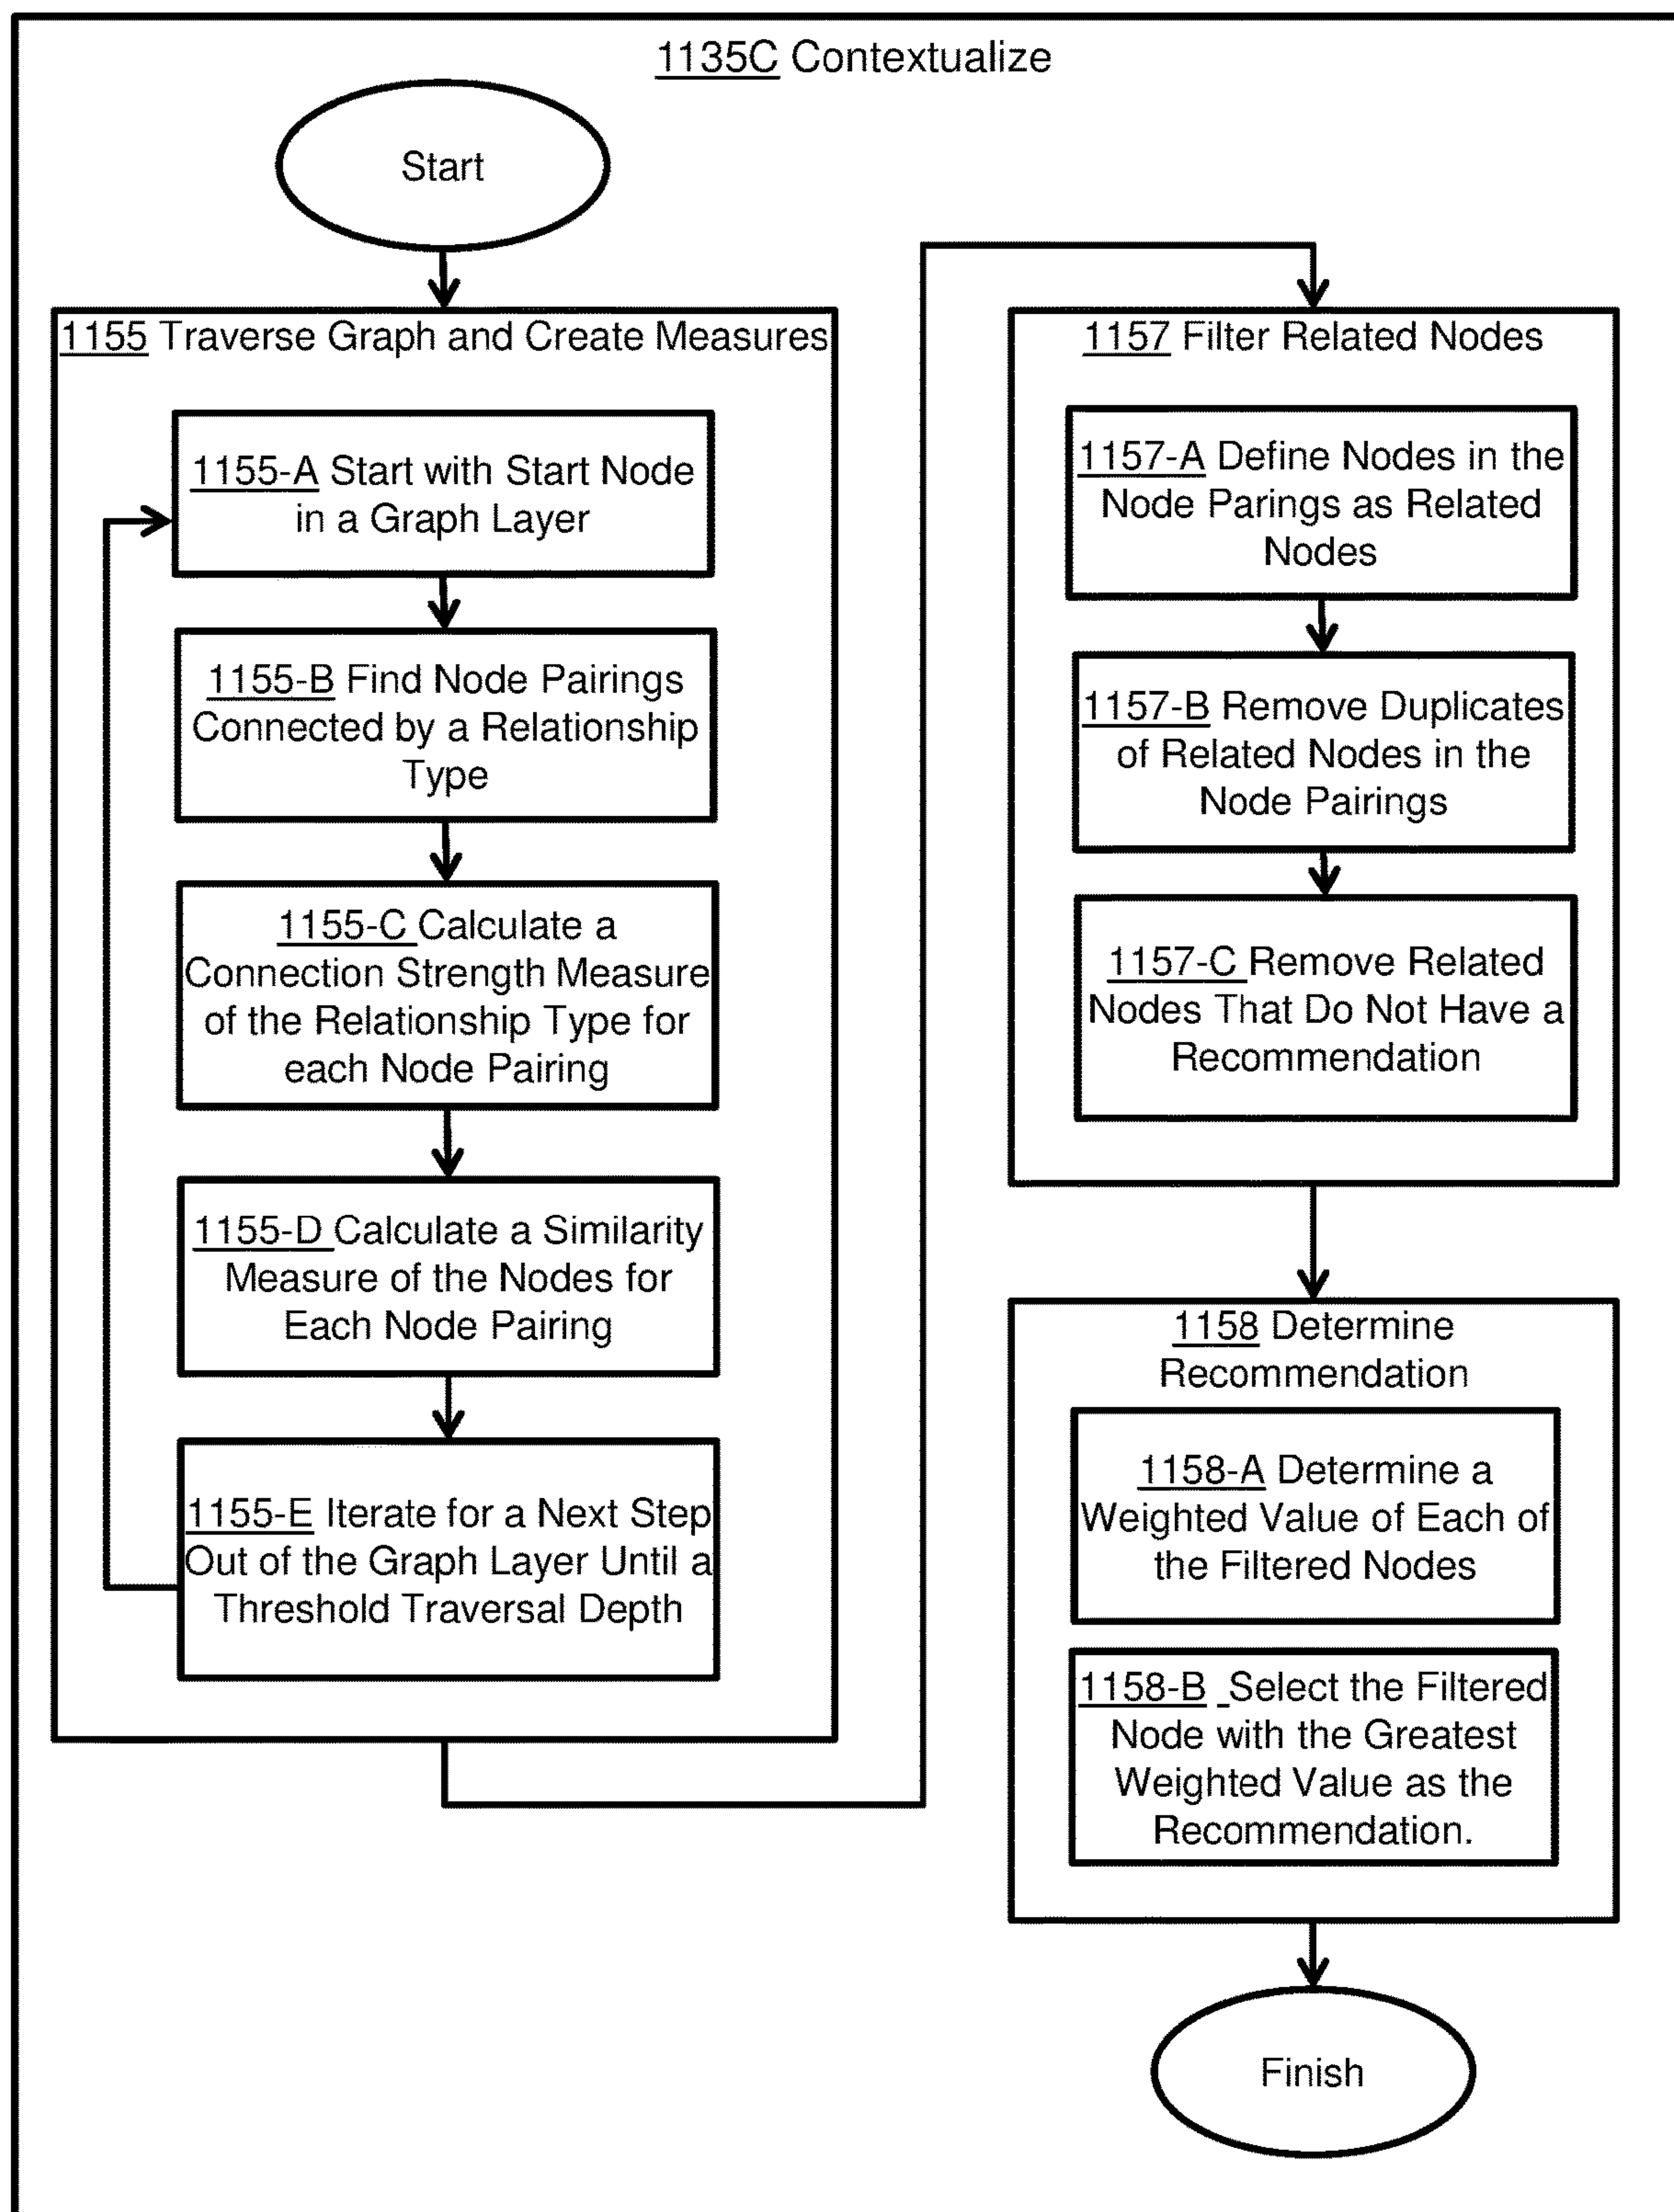 1135C Contextualize
Start
1155 Traverse Graph and Create Measures
1155-A Start with Start Node
in a Graph Layer
1155-B Find Node Pairings
Connected by a Relationship
Type
1155-C Calculate a
Connection Strength Measure
of the Relationship Type for
each Node Pairing
1155-D Calculate a Similarity
Measure of the Nodes for
Each Node Pairing
1155-E Iterate for a Next Step
Out of the Graph Layer Until a
Threshold Traversal Depth
1157 Filter Related Nodes
1157-A Define Nodes in the
Node Parings as Related
Nodes
1157-B Remove Duplicates
of Related Nodes in the
Node Pairings
1157-C Remove Related
Nodes That Do Not Have a
Recommendation
1158 Determine
Recommendation
1158-A Determine a
Weighted Value of Each of
the Filtered Nodes
1158-B Select the Filtered
Node with the Greatest
Weighted Value as the
Recommendation.
Finish